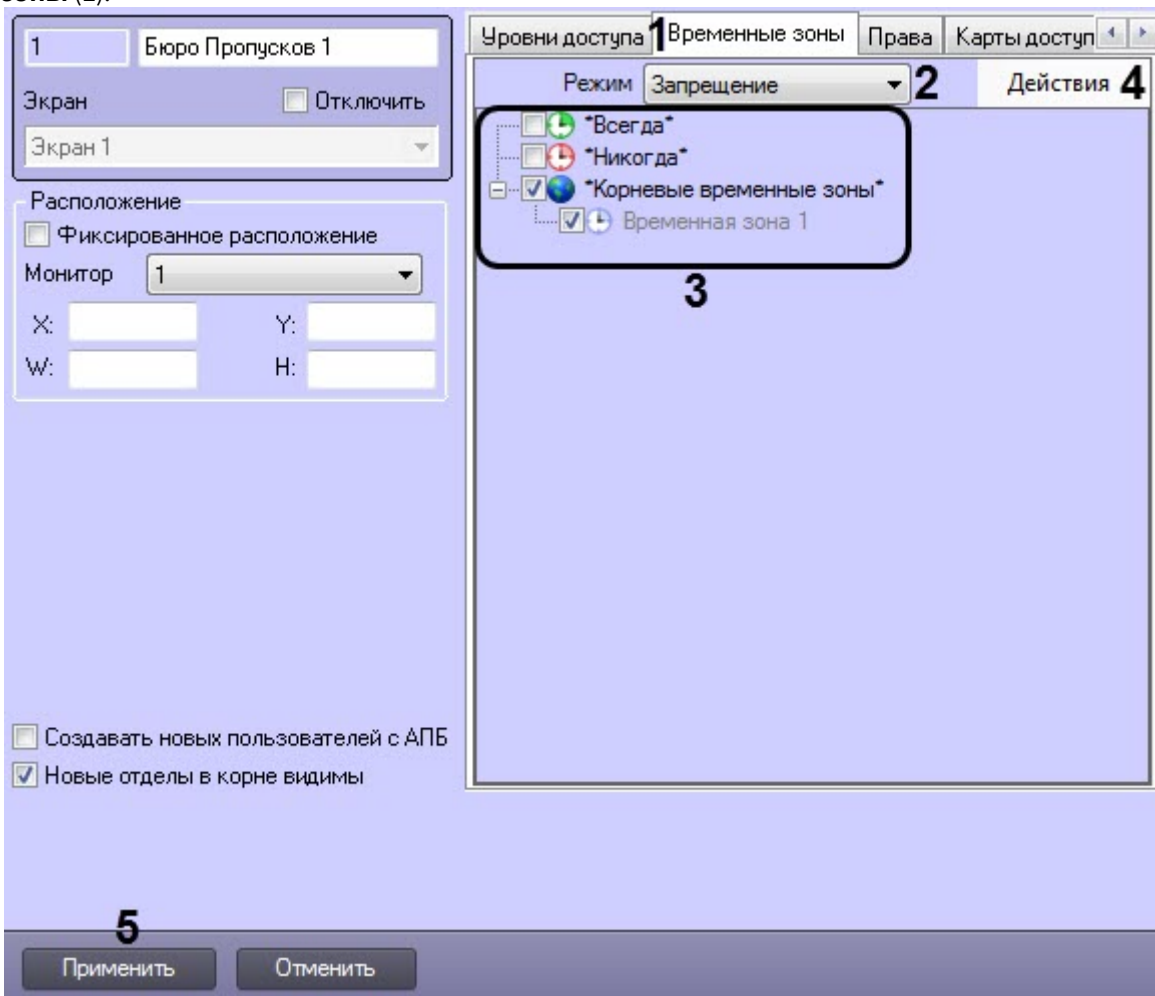 1 Бюро Пропусков 1
Экран Отключить
Экран 1
Расположение
Фиксированное расположение
Монитор 1
X: Y:
W: H:
Создавать новых пользователей с АПБ
Новые отделы в корне видимы
Уровни доступа 1 Временные зоны Права Карты доступ
Режим Запрещение 2 Действия 4
*Всегда*
*Никогда*
*Корневые временные зоны*
Временная зона 1
3
5
Применить Отменить